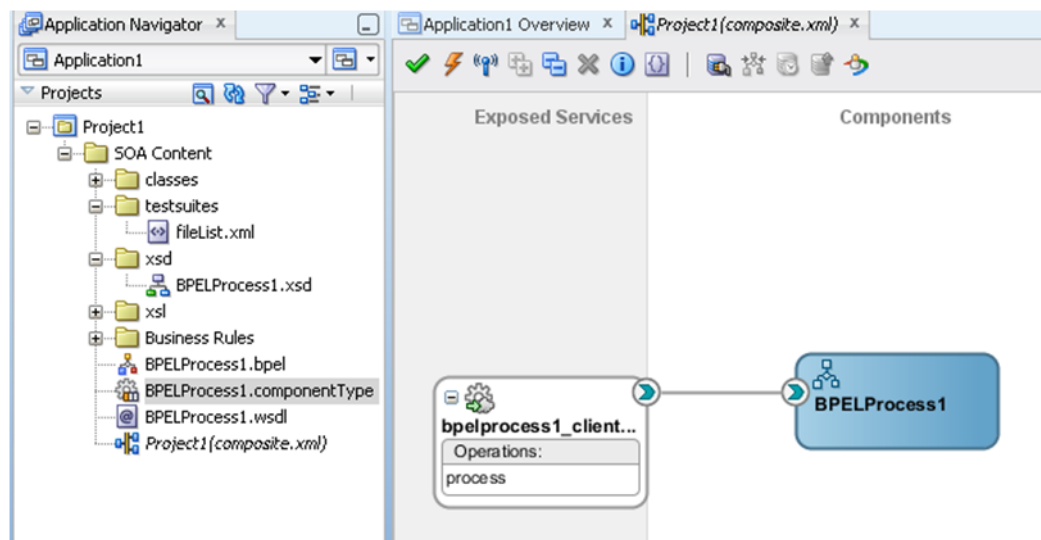 Application Navigator
Application1
Projects
Project1
SOA Content
classes
testsuites
fileList.xml
xsd
BPELProcess1.xsd
xsl
Business Rules
BPELProcess1.bpel
BPELProcess1.componentType
BPELProcess1.wsdl
Project1(composite.xml)
Application1 Overview
Project1(composite.xml)
Exposed Services
Components
bpelprocess1_client...
Operations:
process
BPELProcess1